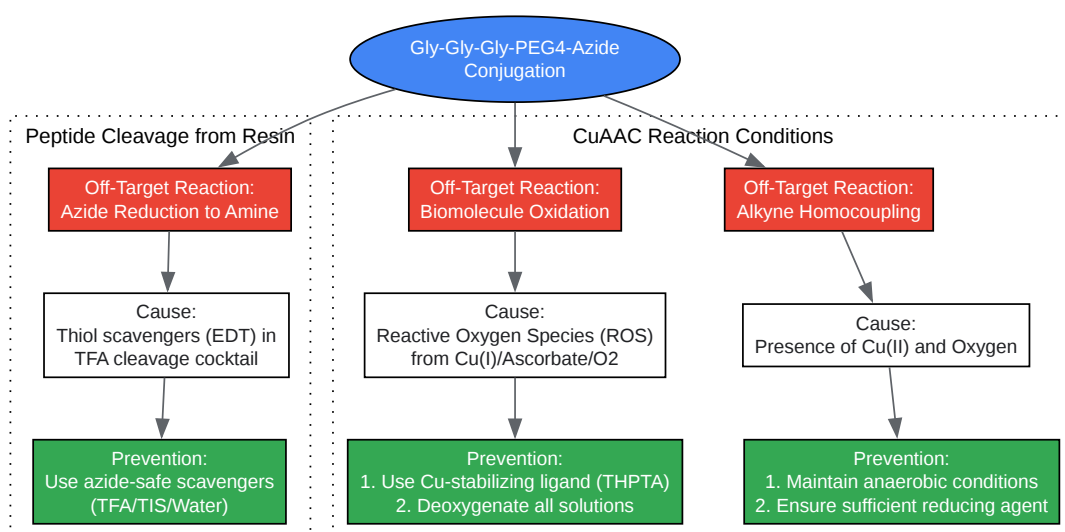 Gly-Gly-Gly-PEG4-Azide
Conjugation
Peptide Cleavage from Resin
Off-Target Reaction:
Azide Reduction to Amine
Cause:
Thiol scavengers (EDT) in
TFA cleavage cocktail
Prevention:
Use azide-safe scavengers
(TFA/TIS/Water)
CuAAC Reaction Conditions
Off-Target Reaction:
Biomolecule Oxidation
Cause:
Reactive Oxygen Species (ROS)
from Cu(I)/Ascorbate/O2
Prevention:
1. Use Cu-stabilizing ligand (THPTA)
2. Deoxygenate all solutions
Off-Target Reaction:
Alkyne Homocoupling
Cause:
Presence of Cu(II) and Oxygen
Prevention:
1. Maintain anaerobic conditions
2. Ensure sufficient reducing agent